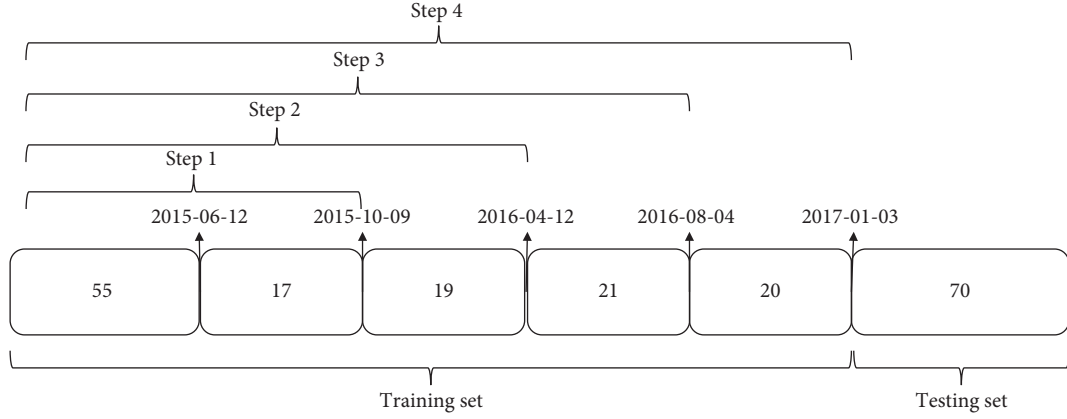 Step 4
Step 3
Step 2
Step 1
2015-06-12 2015-10-09 2016-04-12 2016-08-04 2017-01-03
55 17 19 21 20 70
Training set Testing set